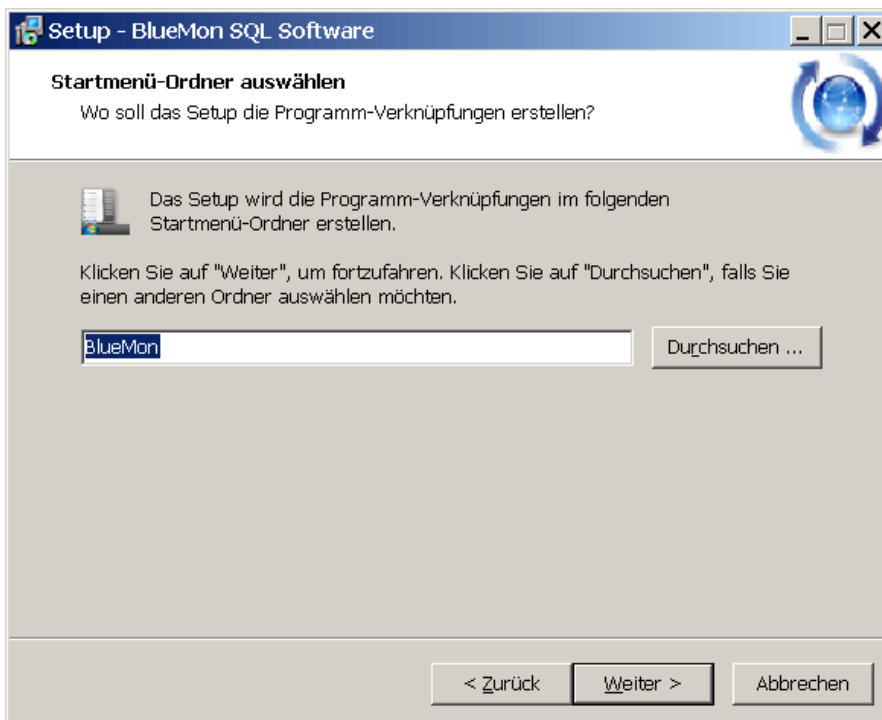 Setup - BlueMon SQL Software
Startmenü-Ordner auswählen
Wo soll das Setup die Programm-Verknüpfungen erstellen?
Das Setup wird die Programm-Verknüpfungen im folgenden
Startmenü-Ordner erstellen.
Klicken Sie auf "Weiter", um fortzufahren. Klicken Sie auf "Durchsuchen", falls Sie
einen anderen Ordner auswählen möchten.
BlueMon
Durchsuchen ...
< Zurück
Weiter >
Abbrechen